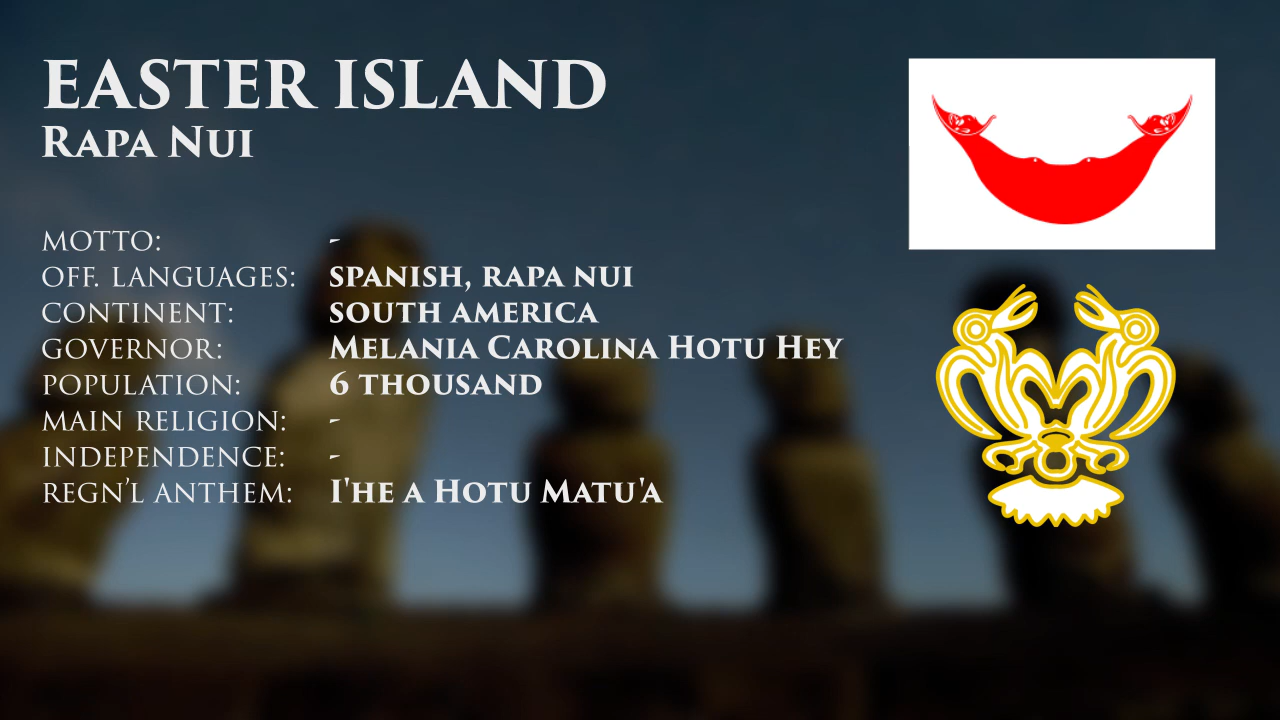 EASTER ISLAND
RAPA NUI
MOTTO: -
OFF. LANGUAGES: SPANISH, RAPA NUI
CONTINENT: SOUTH AMERICA
GOVERNOR: MELANIA CAROLINA HOTU HEY
POPULATION: 6 THOUSAND
MAIN RELIGION: -
INDEPENDENCE: -
REGN'L ANTHEM: I'HE A HOTU MATU'A